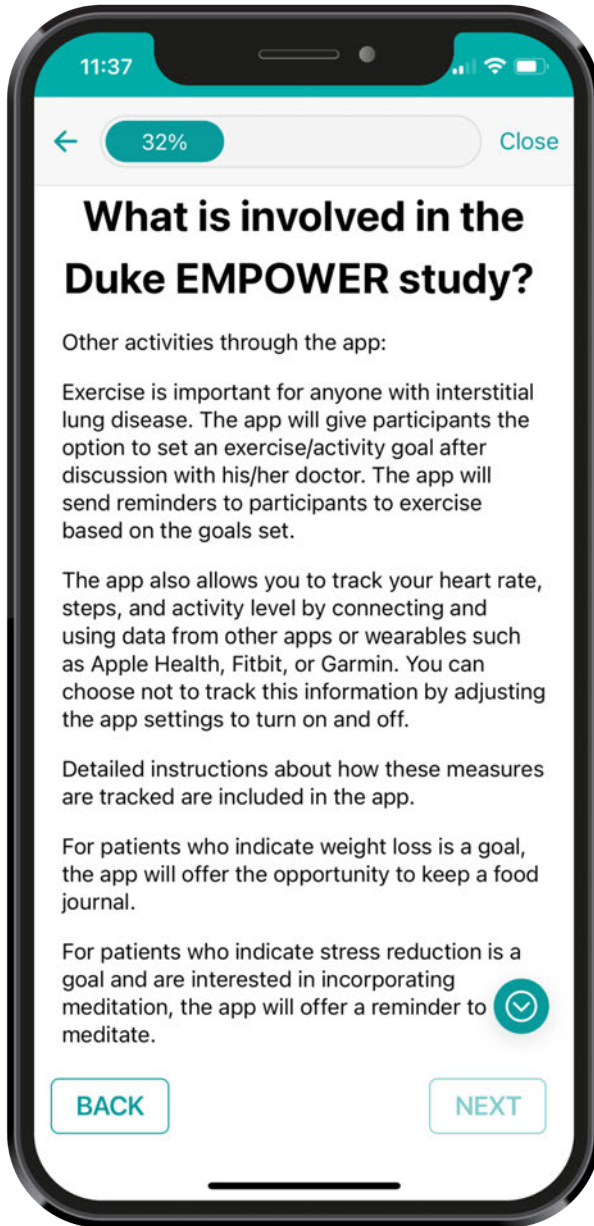 11:37
32%
Close
What is involved in the
Duke EMPOWER study?
Other activities through the app:
Exercise is important for anyone with interstitial
lung disease. The app will give participants the
option to set an exercise/activity goal after
discussion with his/her doctor. The app will
send reminders to participants to exercise
based on the goals set.
The app also allows you to track your heart rate,
steps, and activity level by connecting and
using data from other apps or wearables such
as Apple Health, Fitbit, or Garmin. You can
choose not to track this information by adjusting
the app settings to turn on and off.
Detailed instructions about how these measures
are tracked are included in the app.
For patients who indicate weight loss is a goal,
the app will offer the opportunity to keep a food
journal.
For patients who indicate stress reduction is a
goal and are interested in incorporating
meditation, the app will offer a reminder to
meditate.
BACK
NEXT